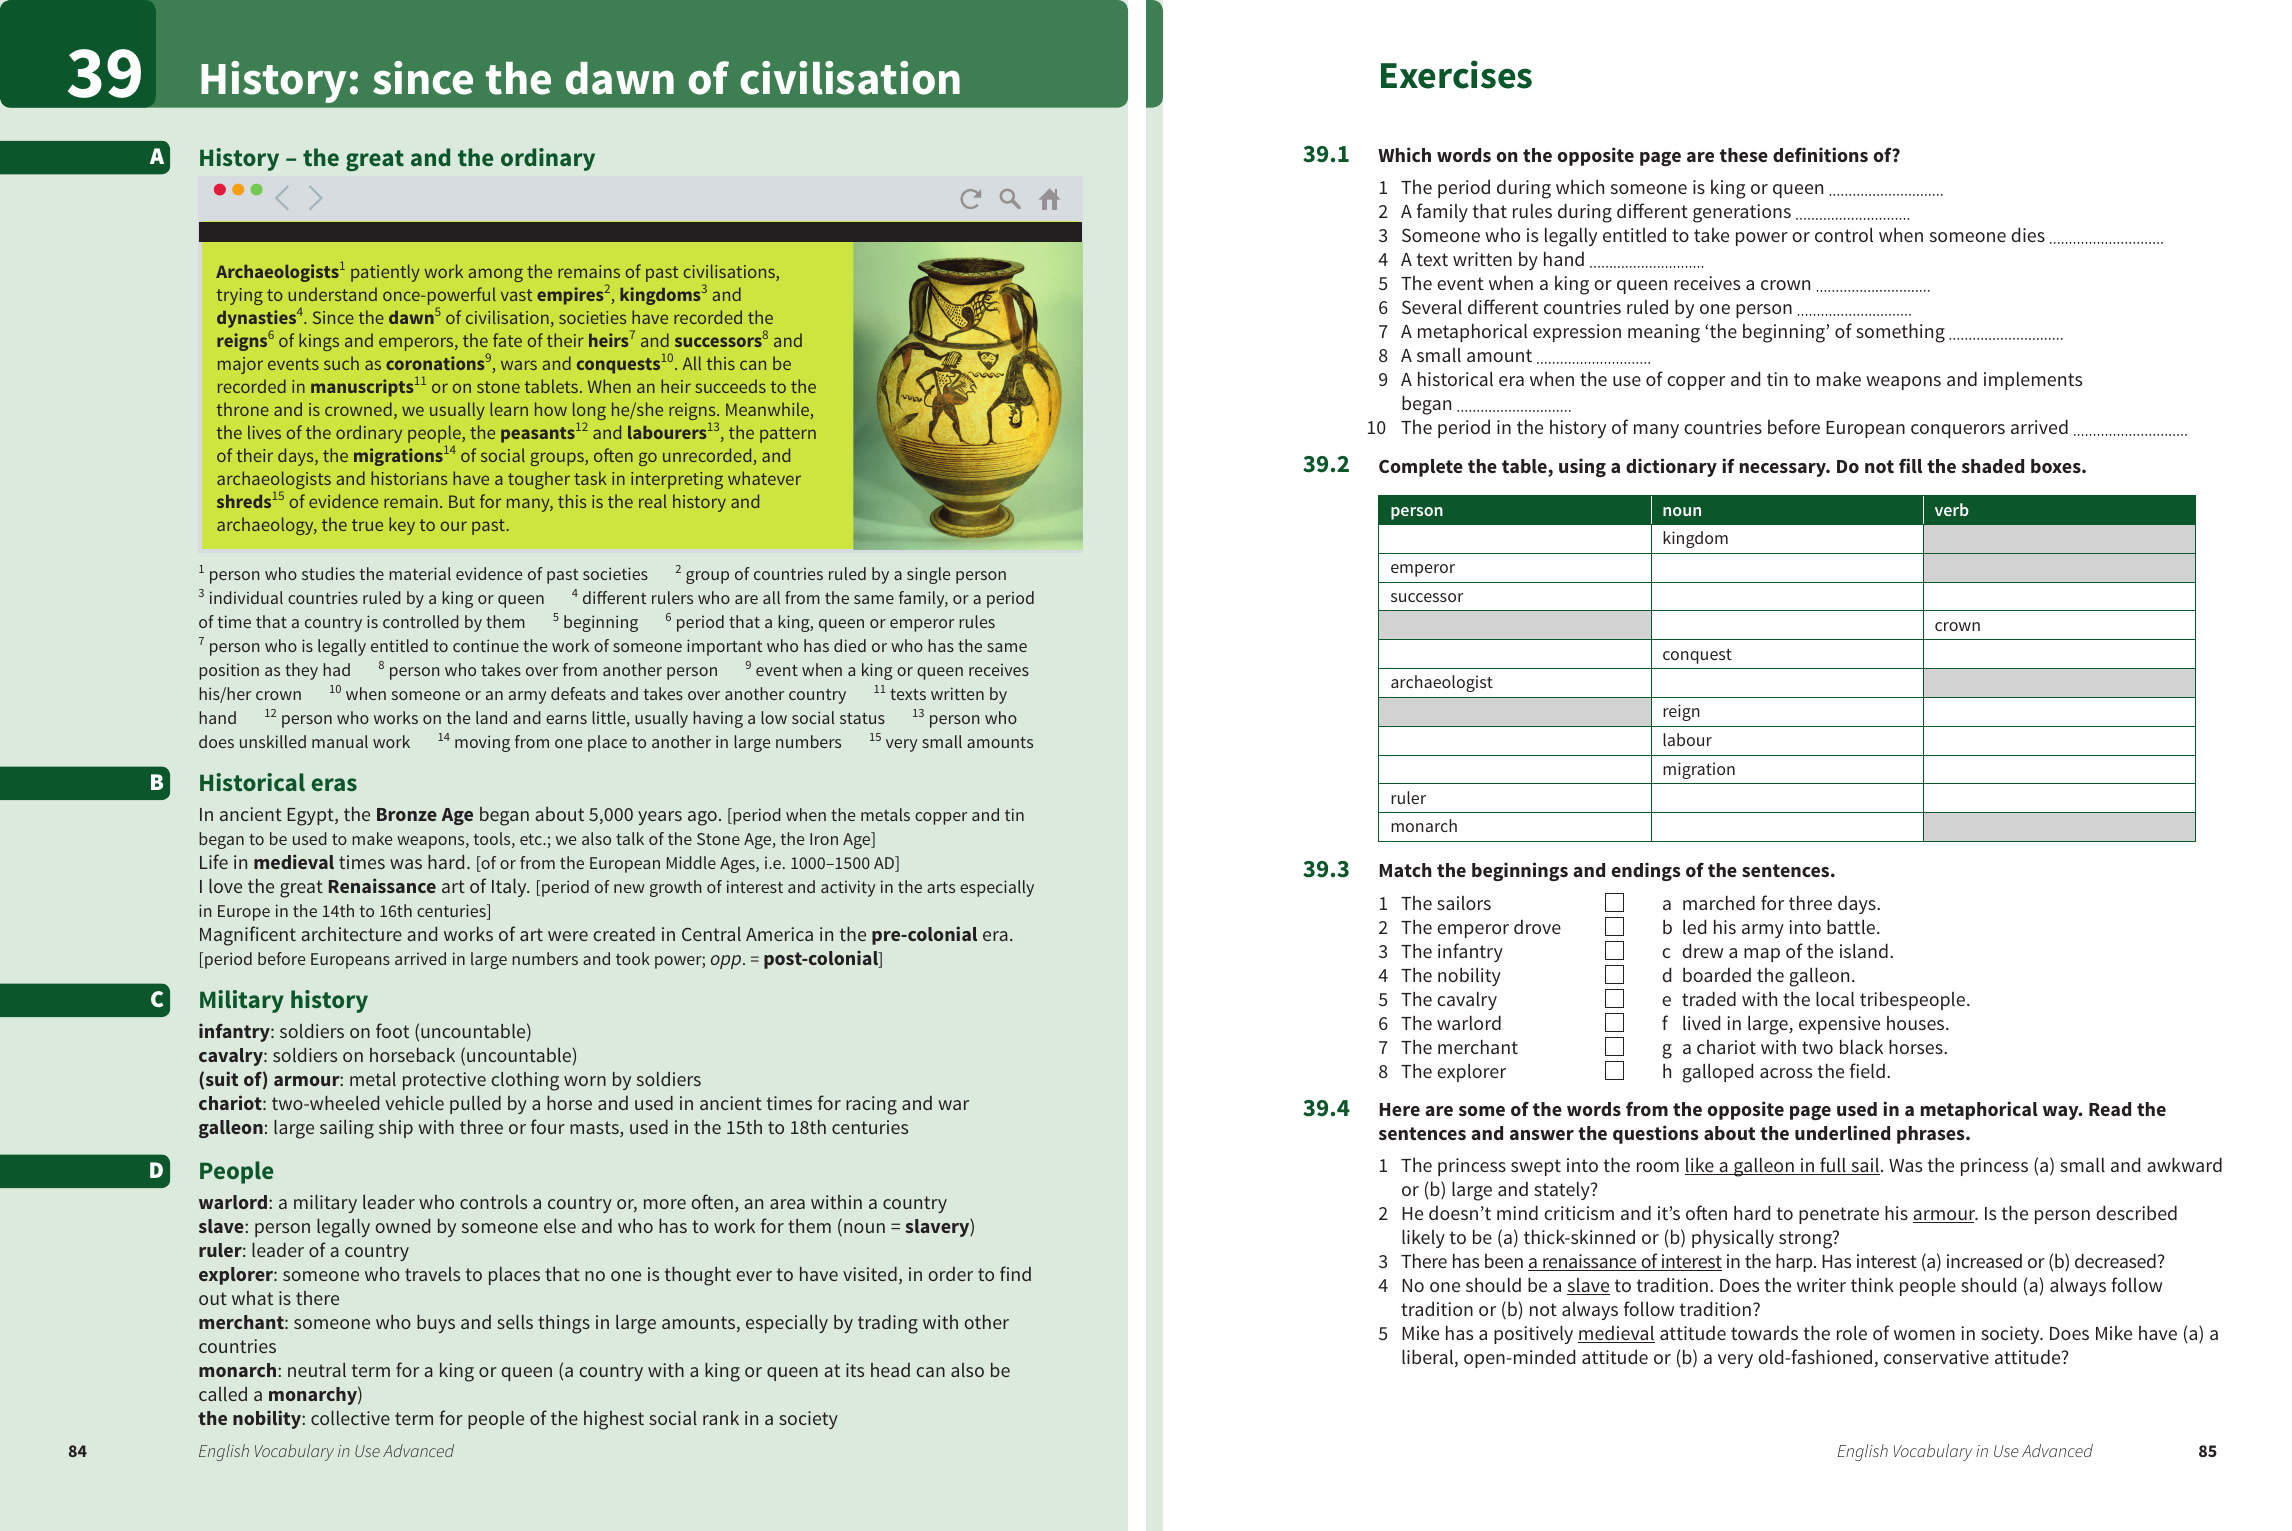 39
History: since the dawn of civilisation
A
History – the great and the ordinary
Archaeologists1 patiently work among the remains of past civilisations,
trying to understand once-powerful vast empires2, kingdoms3 and
dynasties4. Since the dawn5 of civilisation, societies have recorded the
reigns6 of kings and emperors, the fate of their heirs7 and successors8 and
major events such as coronations9, wars and conquests10. All this can be
recorded in manuscripts11 or on stone tablets. When an heir succeeds to the
throne and is crowned, we usually learn how long he/she reigns. Meanwhile,
the lives of the ordinary people, the peasants12 and labourers13, the pattern
of their days, the migrations14 of social groups, often go unrecorded, and
archaeologists and historians have a tougher task in interpreting whatever
shreds15 of evidence remain. But for many, this is the real history and
archaeology, the true key to our past.
1 person who studies the material evidence of past societies 2 group of countries ruled by a single person
3 individual countries ruled by a king or queen 4 different rulers who are all from the same family, or a period
of time that a country is controlled by them 5 beginning 6 period that a king, queen or emperor rules
7 person who is legally entitled to continue the work of someone important who has died or who has the same
position as they had 8 person who takes over from another person 9 event when a king or queen receives
his/her crown 10 when someone or an army defeats and takes over another country 11 texts written by
hand 12 person who works on the land and earns little, usually having a low social status 13 person who
does unskilled manual work 14 moving from one place to another in large numbers 15 very small amounts
B
Historical eras
In ancient Egypt, the Bronze Age began about 5,000 years ago. [period when the metals copper and tin
began to be used to make weapons, tools, etc.; we also talk of the Stone Age, the Iron Age]
Life in medieval times was hard. [of or from the European Middle Ages, i.e. 1000–1500 AD]
I love the great Renaissance art of Italy. [period of new growth of interest and activity in the arts especially
in Europe in the 14th to 16th centuries]
Magnificent architecture and works of art were created in Central America in the pre-colonial era.
[period before Europeans arrived in large numbers and took power; opp. = post-colonial]
C
Military history
infantry: soldiers on foot (uncountable)
cavalry: soldiers on horseback (uncountable)
(suit of) armour: metal protective clothing worn by soldiers
chariot: two-wheeled vehicle pulled by a horse and used in ancient times for racing and war
galleon: large sailing ship with three or four masts, used in the 15th to 18th centuries
D
People
warlord: a military leader who controls a country or, more often, an area within a country
slave: person legally owned by someone else and who has to work for them (noun = slavery)
ruler: leader of a country
explorer: someone who travels to places that no one is thought ever to have visited, in order to find
out what is there
merchant: someone who buys and sells things in large amounts, especially by trading with other
countries
monarch: neutral term for a king or queen (a country with a king or queen at its head can also be
called a monarchy)
the nobility: collective term for people of the highest social rank in a society
84
English Vocabulary in Use Advanced
Exercises
39.1 Which words on the opposite page are these definitions of?
1 The period during which someone is king or queen ............................
2 A family that rules during different generations ............................
3 Someone who is legally entitled to take power or control when someone dies ............................
4 A text written by hand ............................
5 The event when a king or queen receives a crown ............................
6 Several different countries ruled by one person ............................
7 A metaphorical expression meaning ‘the beginning’ of something ............................
8 A small amount ............................
9 A historical era when the use of copper and tin to make weapons and implements
began ............................
10 The period in the history of many countries before European conquerors arrived ............................
39.2 Complete the table, using a dictionary if necessary. Do not fill the shaded boxes.
person noun verb
kingdom
emperor
successor
crown
conquest
archaeologist
reign
labour
migration
ruler
monarch
39.3 Match the beginnings and endings of the sentences.
1 The sailors a marched for three days.
2 The emperor drove b led his army into battle.
3 The infantry c drew a map of the island.
4 The nobility d boarded the galleon.
5 The cavalry e traded with the local tribespeople.
6 The warlord f lived in large, expensive houses.
7 The merchant g a chariot with two black horses.
8 The explorer h galloped across the field.
39.4 Here are some of the words from the opposite page used in a metaphorical way. Read the
sentences and answer the questions about the underlined phrases.
1 The princess swept into the room like a galleon in full sail. Was the princess (a) small and awkward
or (b) large and stately?
2 He doesn’t mind criticism and it’s often hard to penetrate his armour. Is the person described
likely to be (a) thick-skinned or (b) physically strong?
3 There has been a renaissance of interest in the harp. Has interest (a) increased or (b) decreased?
4 No one should be a slave to tradition. Does the writer think people should (a) always follow
tradition or (b) not always follow tradition?
5 Mike has a positively medieval attitude towards the role of women in society. Does Mike have (a) a
liberal, open-minded attitude or (b) a very old-fashioned, conservative attitude?
English Vocabulary in Use Advanced
85